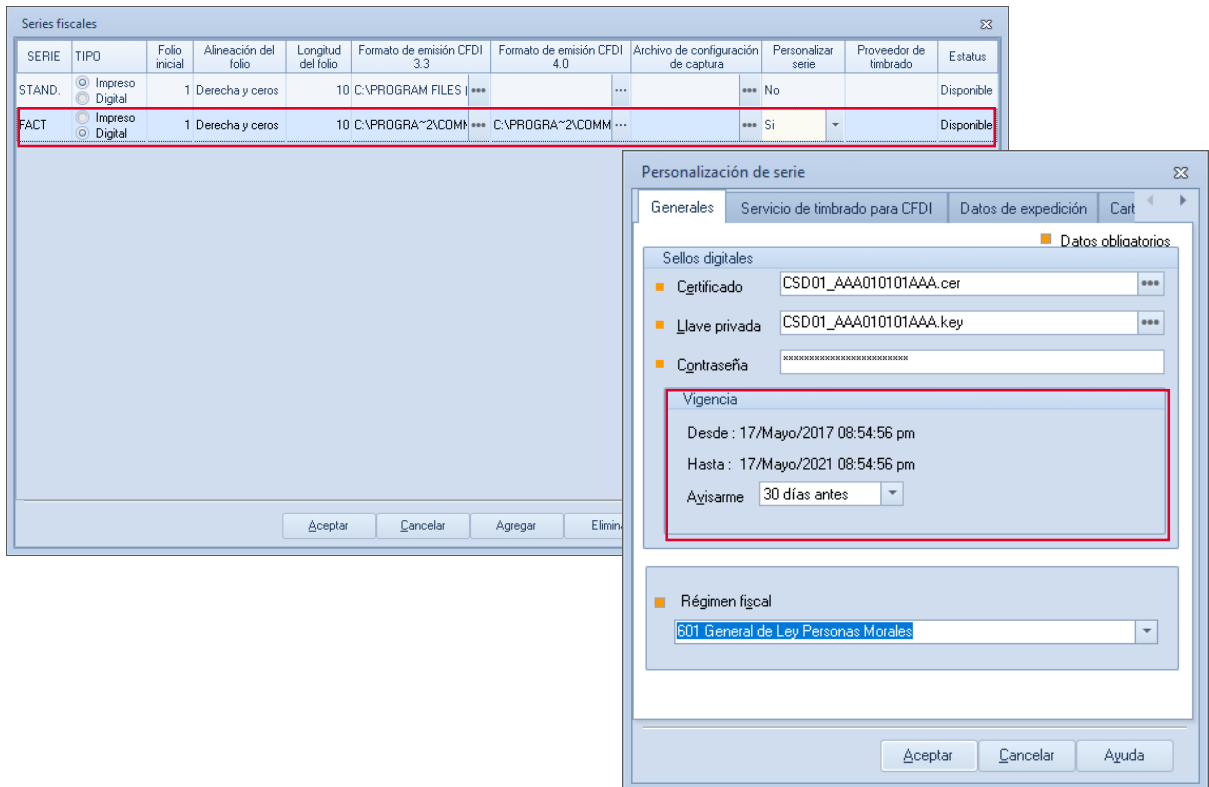 Series fiscales
SERIE TIPO Folio inicial Alineación del folio Longitud del folio Formato de emisión CFDI 3.3 Formato de emisión CFDI 4.0 Archivo de configuración de captura Personalizar serie Proveedor de timbrado Estatus
STAND. Impreso Digital 1 Derecha y ceros 10 C:\PROGRAM FILES ... ... ... No Disponible
FACT Impreso Digital 1 Derecha y ceros 10 C:\PROGRA~2\COMM ... C:\PROGRA~2\COMM ... ... Si Disponible
Aceptar Cancelar Agregar Elimin
Personalización de serie
Generales Servicio de timbrado para CFDI Datos de expedición Cart
Datos obligatorios
Sellos digitales
Certificado CSD01_AAA010101AAA.cer ...
Llave privada CSD01_AAA010101AAA.key ...
Contraseña ************************
Vigencia
Desde : 17/Mayo/2017 08:54:56 pm
Hasta : 17/Mayo/2021 08:54:56 pm
Avisarme 30 días antes
Régimen fiscal
601 General de Ley Personas Morales
Aceptar Cancelar Ayuda